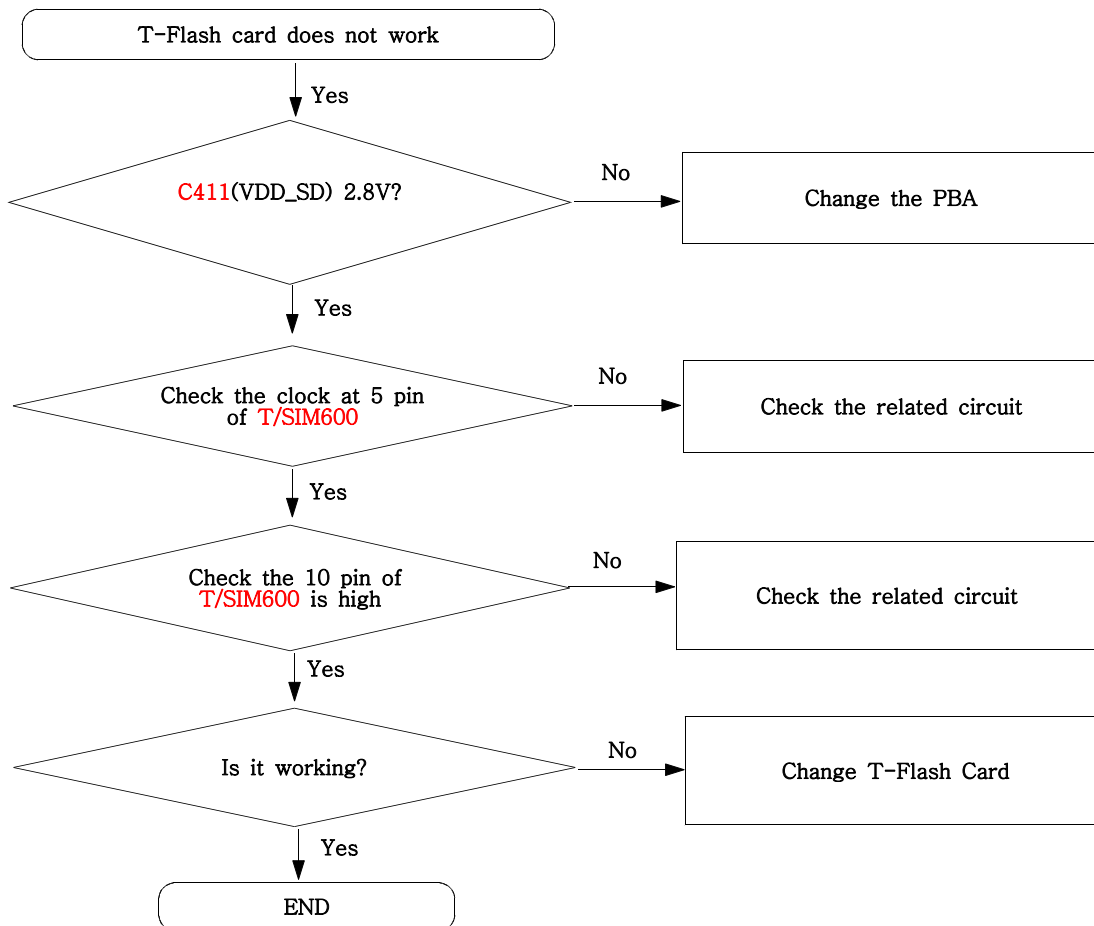 T-Flash card does not work
Yes
C411(VDD_SD) 2.8V?
No
Change the PBA
Yes
Check the clock at 5 pin
of T/SIM600
No
Check the related circuit
Yes
Check the 10 pin of
T/SIM600 is high
No
Check the related circuit
Yes
Is it working?
No
Change T-Flash Card
Yes
END